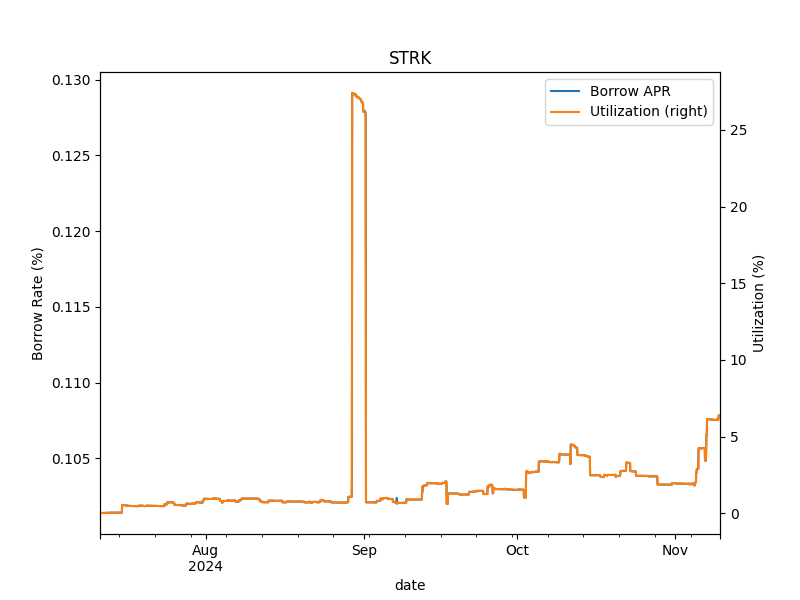 STRK
Borrow APR
Utilization (right)
0.130
0.125
0.120
0.115
0.110
0.105
Borrow Rate (%)
25
20
15
10
5
0
Utilization (%)
Aug
2024
Sep
Oct
Nov
date